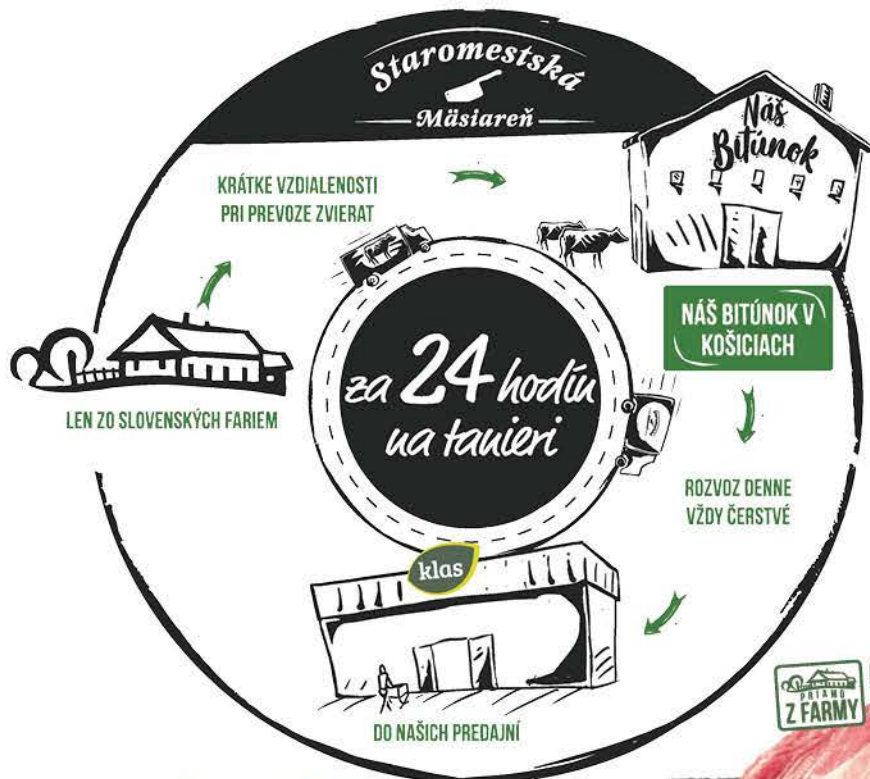 Staromestská
Mäsiareň
Náš
Bitúnok
KRÁTKE VZDIALENOSTI
PRI PREVOZE ZVIERAT
NÁŠ BITÚNOK V
KOŠICIACH
za 24 hodín
na tanieri
LEN ZO SLOVENSKÝCH FARIEM
ROZVOZ DENNE
VŽDY ČERSTVÉ
klas
DO NAŠICH PREDAJNÍ
PRIAMO
Z FARMY